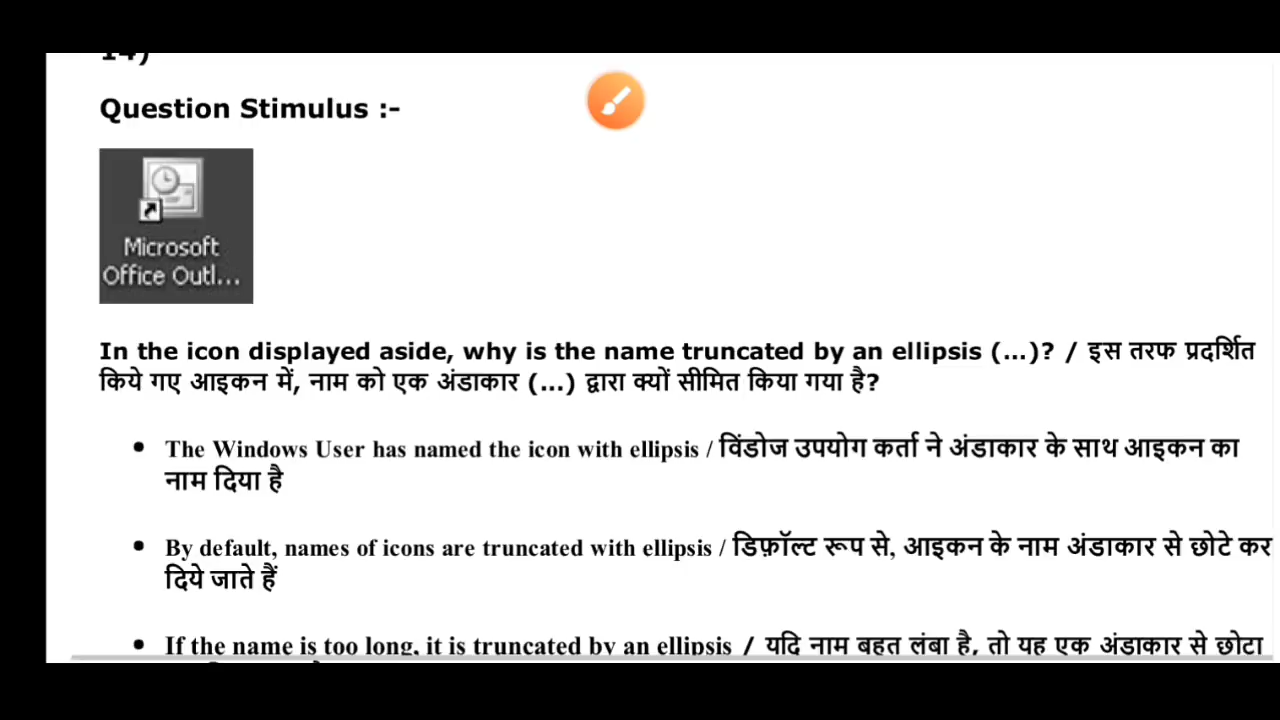 14)
Question Stimulus :-
Microsoft
Office Outl...
In the icon displayed aside, why is the name truncated by an ellipsis (...)? / इस तरफ प्रदर्शित
किये गए आइकन में, नाम को एक अंडाकार (...) द्वारा क्यों सीमित किया गया है?
• The Windows User has named the icon with ellipsis / विंडोज उपयोग कर्ता ने अंडाकार के साथ आइकन का
नाम दिया है
• By default, names of icons are truncated with ellipsis / डिफ़ॉल्ट रूप से, आइकन के नाम अंडाकार से छोटे कर
दिये जाते हैं
• If the name is too long, it is truncated by an ellipsis / यदि नाम बहुत लंबा है, तो यह एक अंडाकार से छोटा